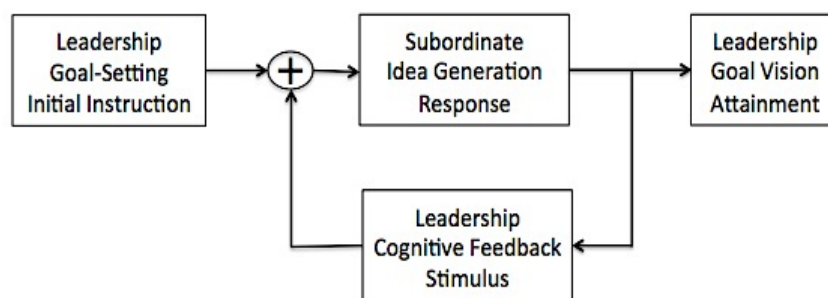 Leadership
Goal-Setting
Initial Instruction
+
Subordinate
Idea Generation
Response
Leadership
Goal Vision
Attainment
Leadership
Cognitive Feedback
Stimulus